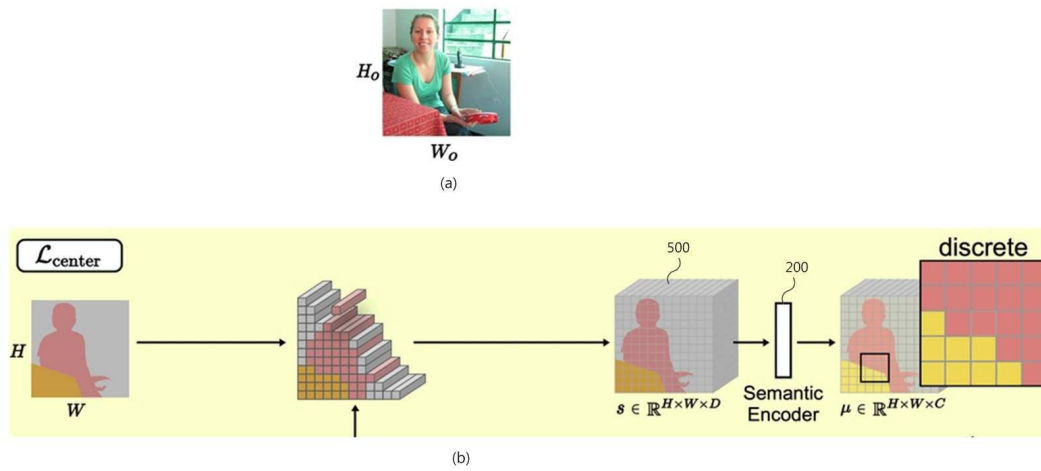 H_O
W_O
(a)
ℒ_center
500
200
discrete
H
W
s ∈ ℝ^{H×W×D}
Semantic
Encoder
μ ∈ ℝ^{H×W×C}
(b)